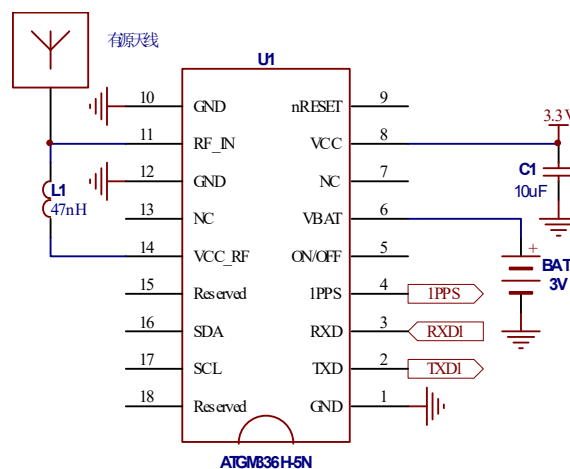 有源天线
U1
10 GND nRESET 9
11 RF_IN VCC 8
12 GND NC 7
13 NC VBAT 6
14 VCC_RF ON/OFF 5
15 Reserved 1PPS 4 1PPS
16 SDA RXD 3 RXD1
17 SCL TXD 2 TXD1
18 Reserved GND 1
L1
47nH
3.3V
C1
10uF
+
BAT
3V
ATGM336H-5N